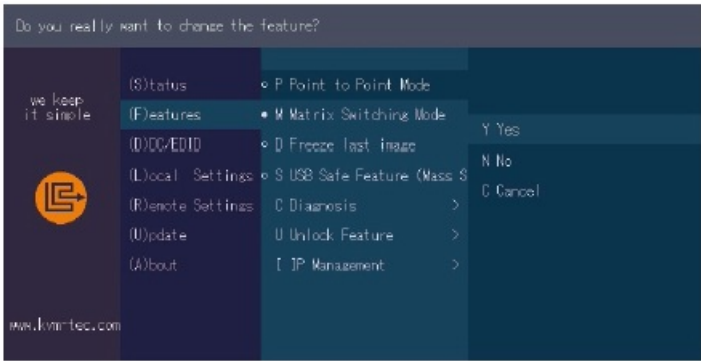 Do you really want to change the feature?
we keep
it simple
www.kvm-tec.com
(S)tatus
(F)eatures
(D)DC/EDID
(L)ocal Settings
(R)emote Settings
(U)pdate
(A)bout
P Point to Point Mode
M Matrix Switching Mode
D Freeze last image
S USB Safe Feature (Mass S
C Diagnosis >
U Unlock Feature >
I IP Management >
Y Yes
N No
C Cancel